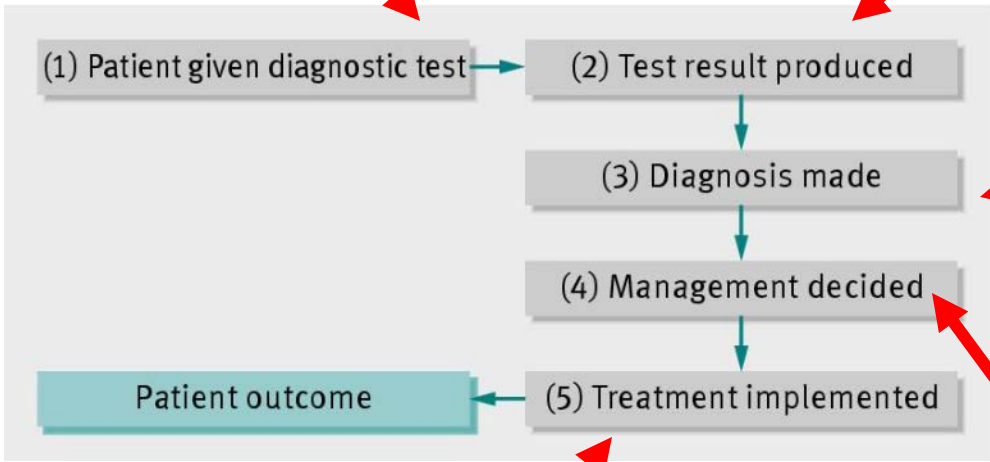 (1) Patient given diagnostic test
(2) Test result produced
(3) Diagnosis made
(4) Management decided
(5) Treatment implemented
Patient outcome